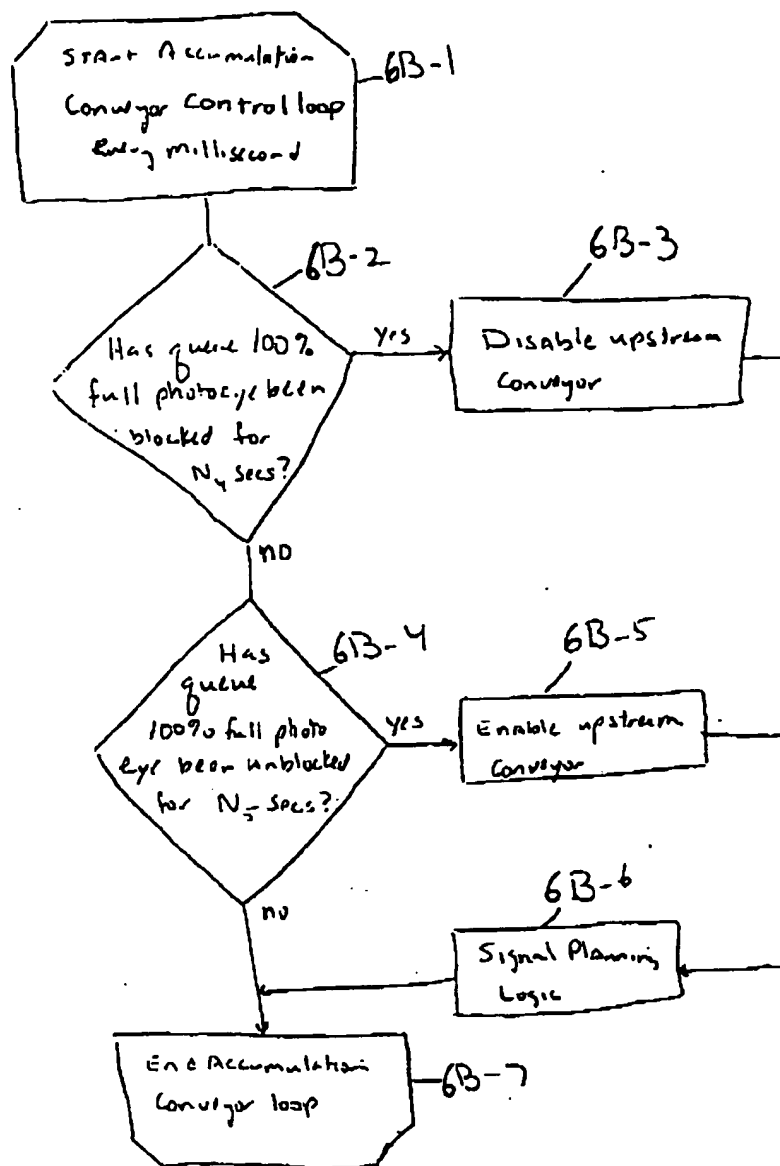 START Accumulation
Conveyor Control loop
Every millisecond
6B-1
6B-2
Has queue 100%
full photoeye been
blocked for
N4 secs?
yes
6B-3
Disable upstream
Conveyor
no
6B-4
Has
queue
100% full photo
eye been unblocked
for N5 secs?
yes
6B-5
Enable upstream
Conveyor
no
6B-6
Signal Planning
Logic
End Accumulation
Conveyor loop
6B-7